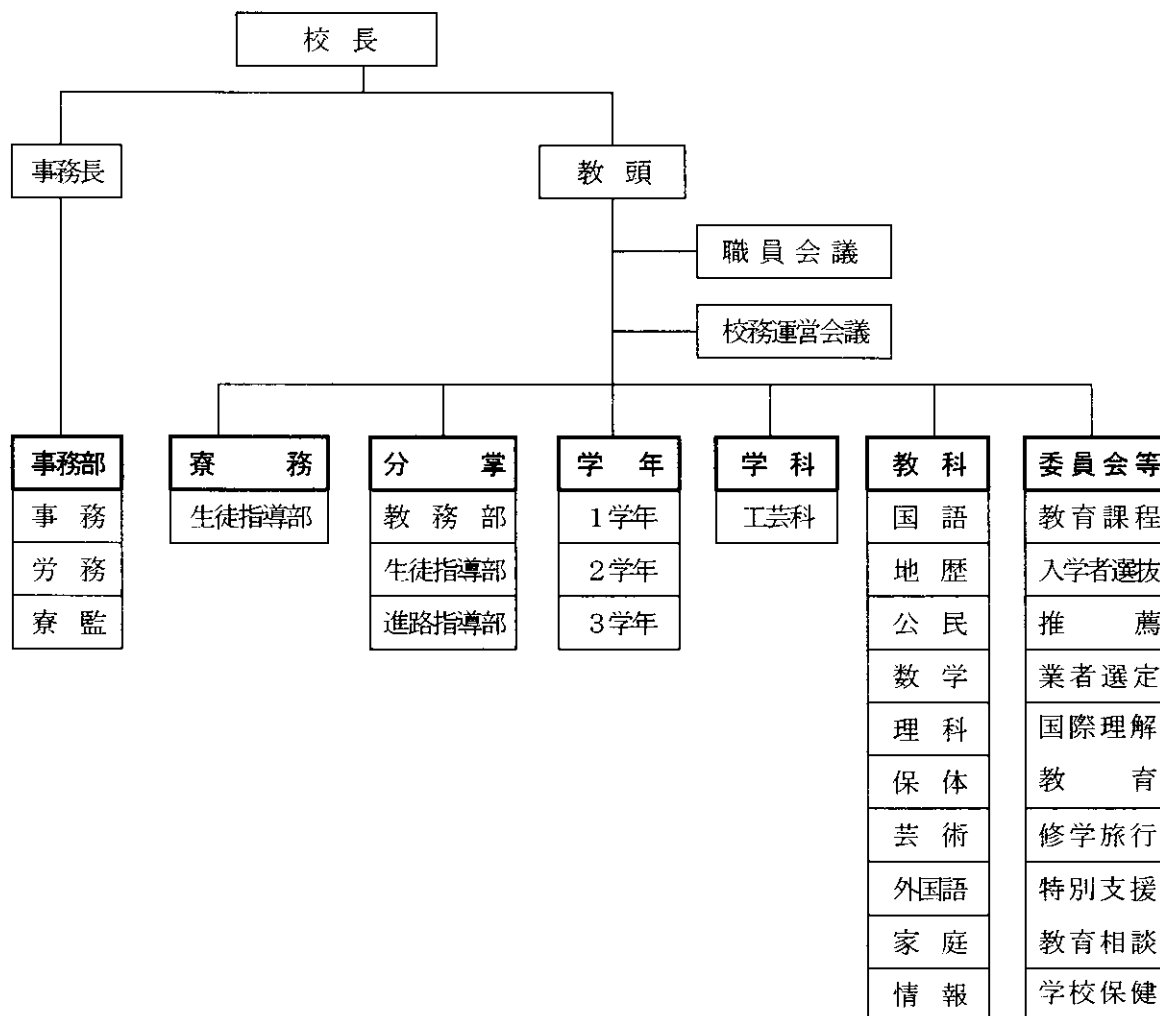 校長
事務長
教頭
職員会議
校務運営会議
事務部
事務
労務
寮監
寮務
生徒指導部
分掌
教務部
生徒指導部
進路指導部
学年
1学年
2学年
3学年
学科
工芸科
教科
国語
地歴
公民
数学
理科
保体
芸術
外国語
家庭
情報
委員会等
教育課程
入学者選抜
推薦
業者選定
国際理解
教育
修学旅行
特別支援
教育相談
学校保健